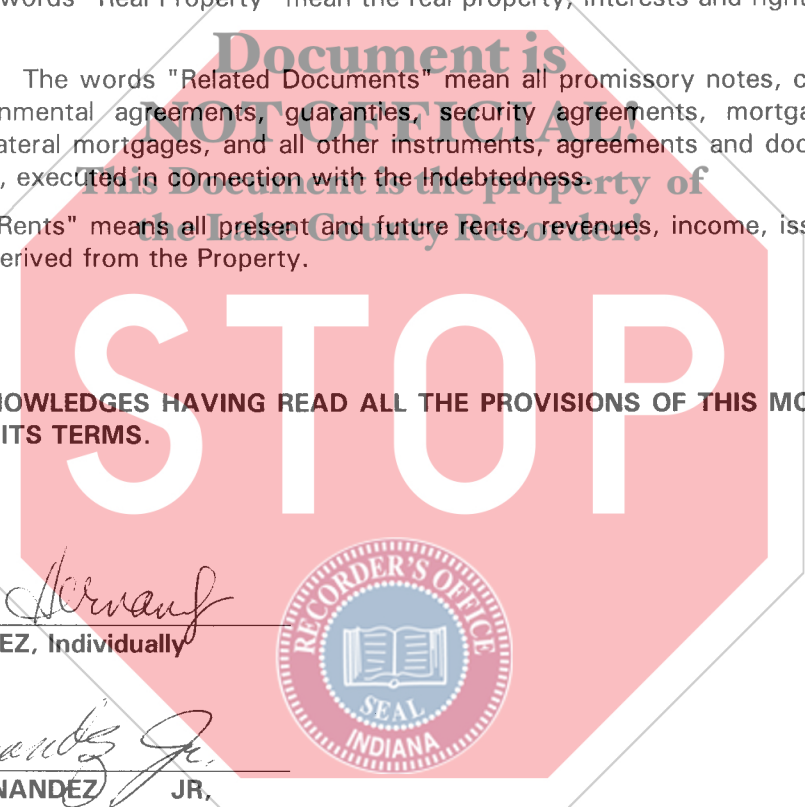 words "Real Property" mean the real property, interests and right
Document is
The words "Related Documents" mean all promissory notes, c
nmental agreements, guaranties, security agreements, mortga
NOT OFFICIAL!
ateral mortgages, and all other instruments, agreements and doc
, executed in connection with the Indebtedness.
This Document is the property of
Rents" means all present and future rents, revenues, income, iss
the Lake County Recorder!
erived from the Property.
STOP
NOWLEDGES HAVING READ ALL THE PROVISIONS OF THIS MO
ITS TERMS.
Hernandez
EZ, Individually
RECORDER'S OFFICE
SEAL
INDIANA
andez Jr.
NANDEZ JR,